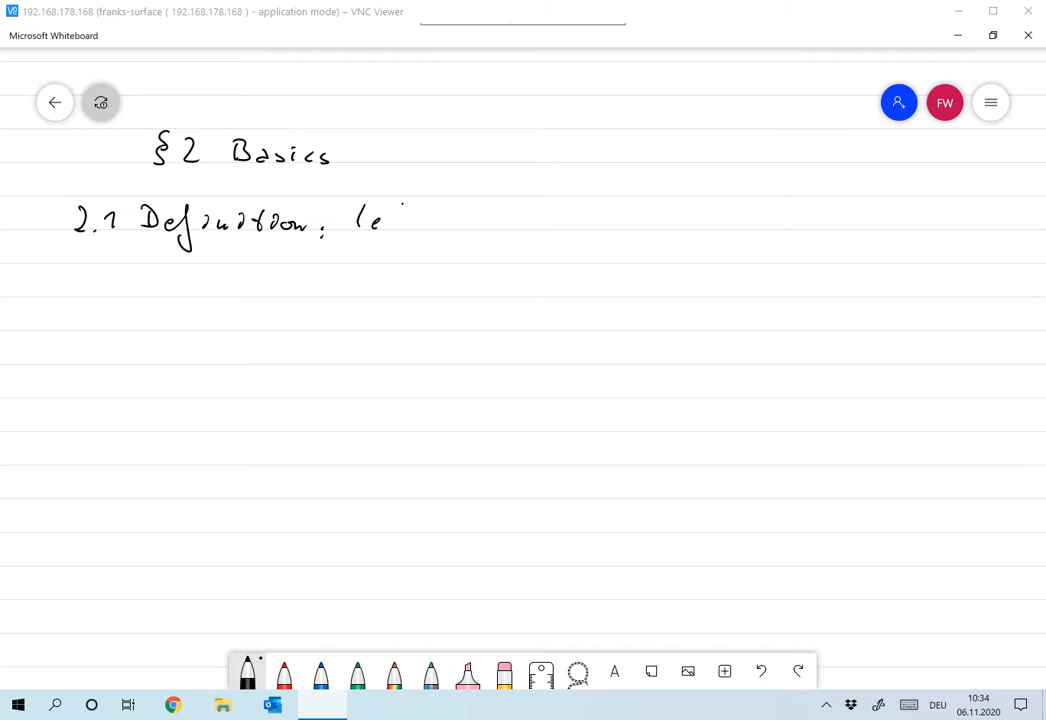 192.168.178.168 (franks-surface ( 192.168.178.168 ) - application mode) – VNC Viewer
Microsoft Whiteboard
FW
§2 Basics
2.1 Definition: le
A
DEU
10:34
06.11.2020